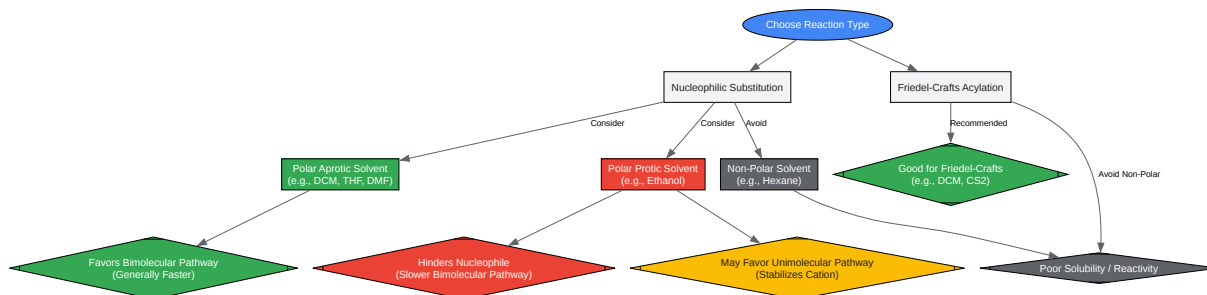 Choose Reaction Type
Nucleophilic Substitution
Friedel-Crafts Acylation
Consider
Consider
Avoid
Recommended
Polar Aprotic Solvent
(e.g., DCM, THF, DMF)
Polar Protic Solvent
(e.g., Ethanol)
Non-Polar Solvent
(e.g., Hexane)
Good for Friedel-Crafts
(e.g., DCM, CS2)
Avoid Non-Polar
Favors Bimolecular Pathway
(Generally Faster)
Hinders Nucleophile
(Slower Bimolecular Pathway)
May Favor Unimolecular Pathway
(Stabilizes Cation)
Poor Solubility / Reactivity